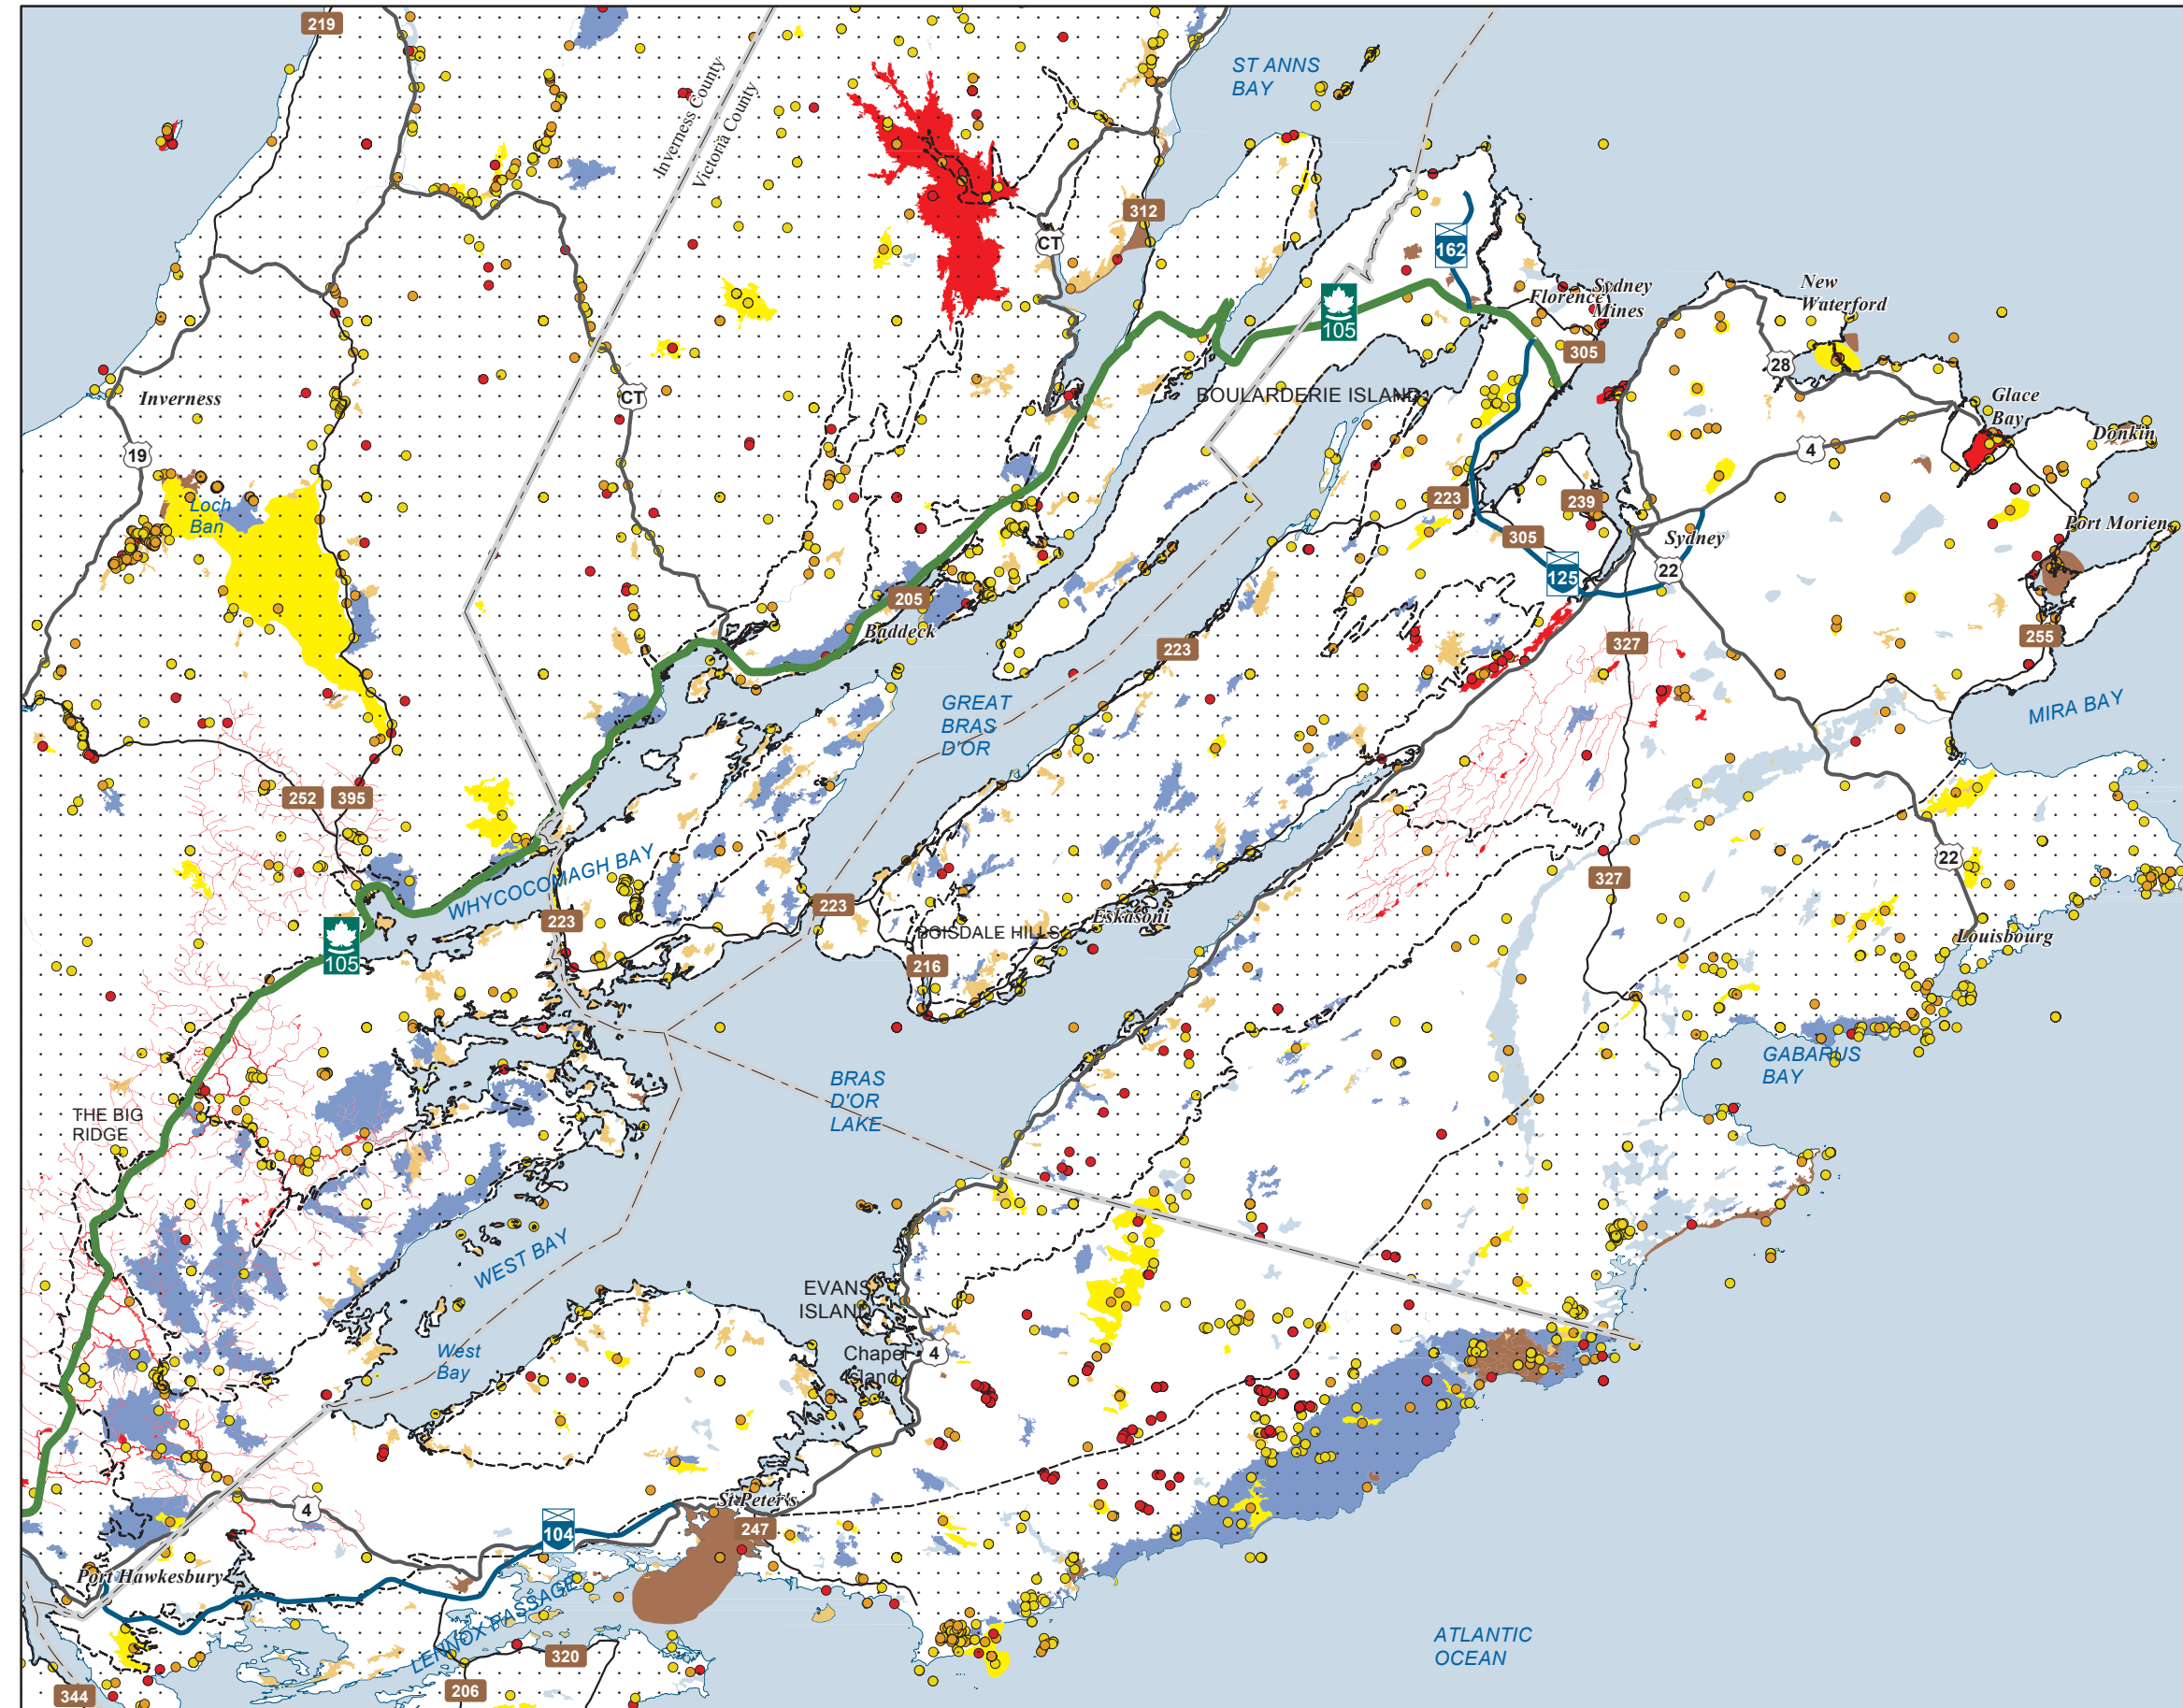 219
ST ANNS
BAY
Inverness County
Victoria County
312
CT
162
105
Florence
Sydney
Mines
New
Waterford
305
28
CT
BOULARDERIE ISLAND
Inverness
Glace
Bay
Donkin
19
4
Loch
Ban
223
239
305
Sydney
Port Morien
125
22
205
Baddeck
223
327
255
GREAT
BRAS
D'OR
MIRA BAY
252
395
WHYCOCOMAGH BAY
22
327
223
223
Eskasoni
BOISDALE HILLS
Louisbourg
105
216
GABARUS
BAY
BRAS
D'OR
LAKE
THE BIG
RIDGE
WEST BAY
EVANS
ISLAND
West
Bay
Chapel
Island
4
St Peter's
4
104
247
Port Hawkesbury
LENNOX PASSAGE
ATLANTIC
OCEAN
320
206
344